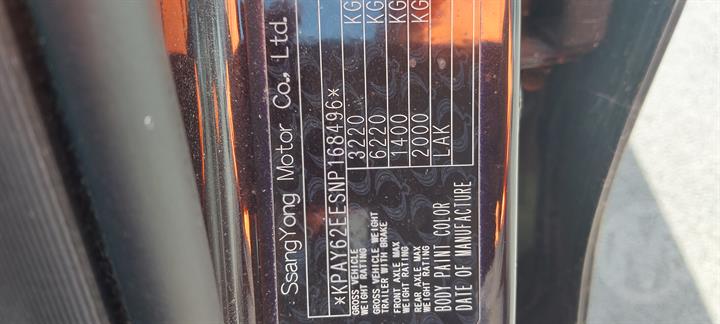 SsangYong Motor Co., Ltd.
*KPAY62EESNP168496*
GROSS VEHICLE
WEIGHT RATING 3220 KG
GROSS VEHICLE WEIGHT
TRAILER WITH BRAKE 6220 KG
FRONT AXLE MAX
WEIGHT RATING 1400 KG
REAR AXLE MAX
WEIGHT RATING 2000 KG
BODY PAINT COLOR LAK
DATE OF MANUFACTURE